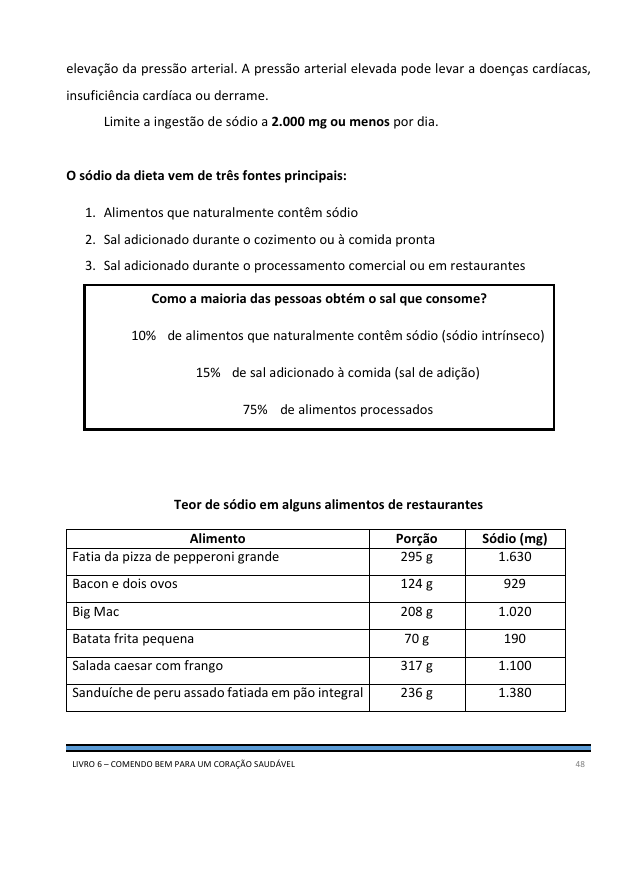 elevação da pressão arterial. A pressão arterial elevada pode levar a doenças cardíacas,
insuficiência cardíaca ou derrame.
Limite a ingestão de sódio a 2.000 mg ou menos por dia.
O sódio da dieta vem de três fontes principais:
1. Alimentos que naturalmente contêm sódio
2. Sal adicionado durante o cozimento ou à comida pronta
3. Sal adicionado durante o processamento comercial ou em restaurantes
Como a maioria das pessoas obtém o sal que consome?
10% de alimentos que naturalmente contêm sódio (sódio intrínseco)
15% de sal adicionado à comida (sal de adição)
75% de alimentos processados
Teor de sódio em alguns alimentos de restaurantes
Alimento Porção Sódio (mg)
Fatia da pizza de pepperoni grande 295 g 1.630
Bacon e dois ovos 124 g 929
Big Mac 208 g 1.020
Batata frita pequena 70 g 190
Salada caesar com frango 317 g 1.100
Sanduíche de peru assado fatiada em pão integral 236 g 1.380
LIVRO 6 – COMENDO BEM PARA UM CORAÇÃO SAUDÁVEL 48